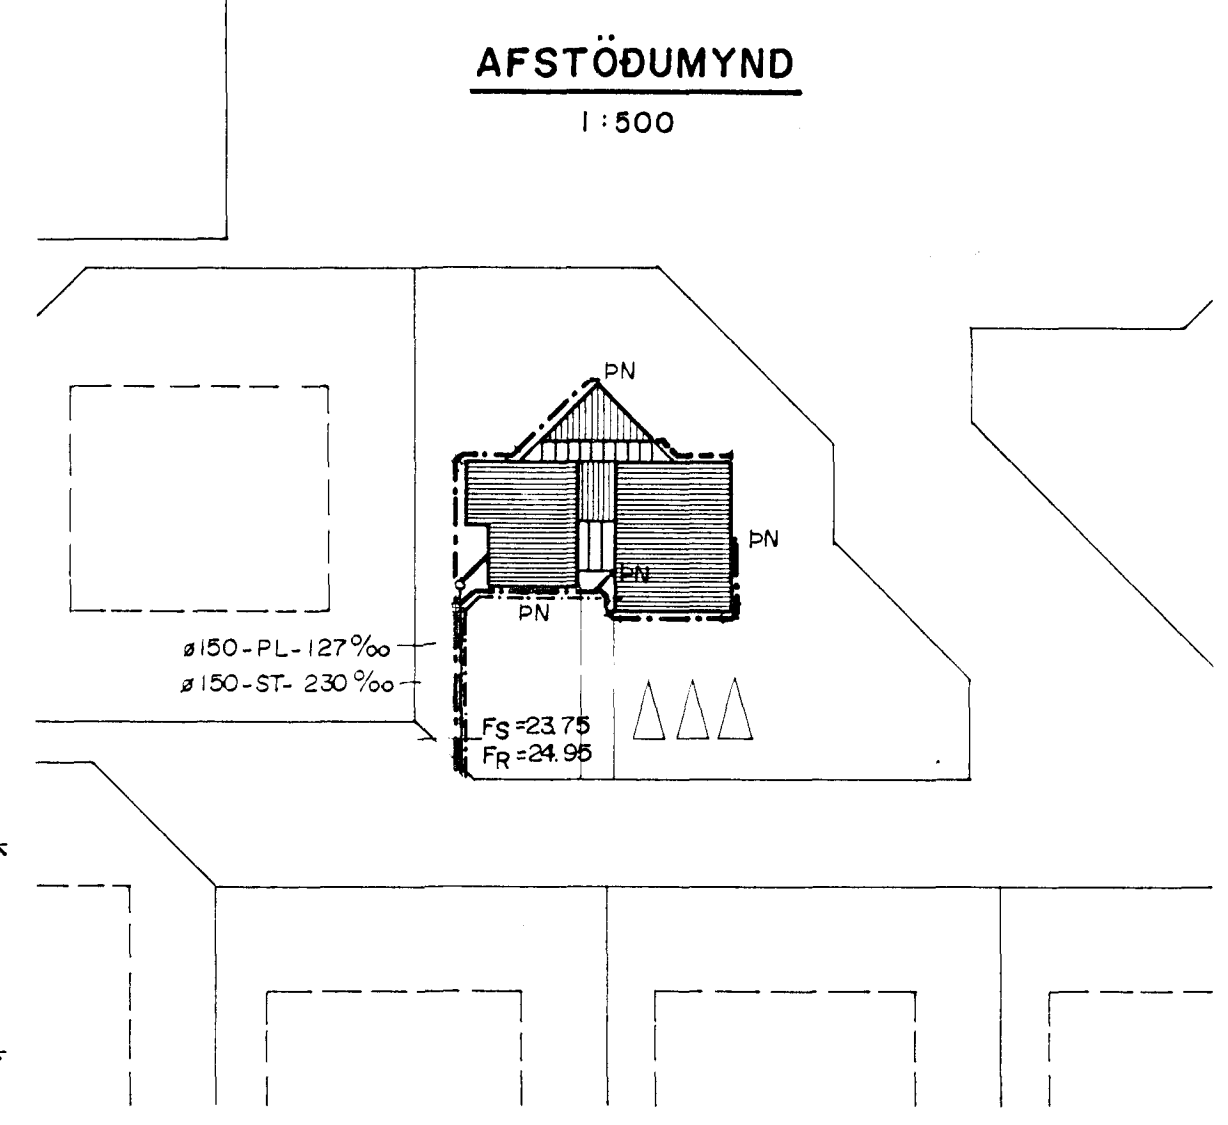 AFSTÖÐUMYND
1:500
ÞN
ÞN
ÞN
ÞN
ø150-PL-127‰
ø150-ST-230‰
FS=23.75
FR=24.95